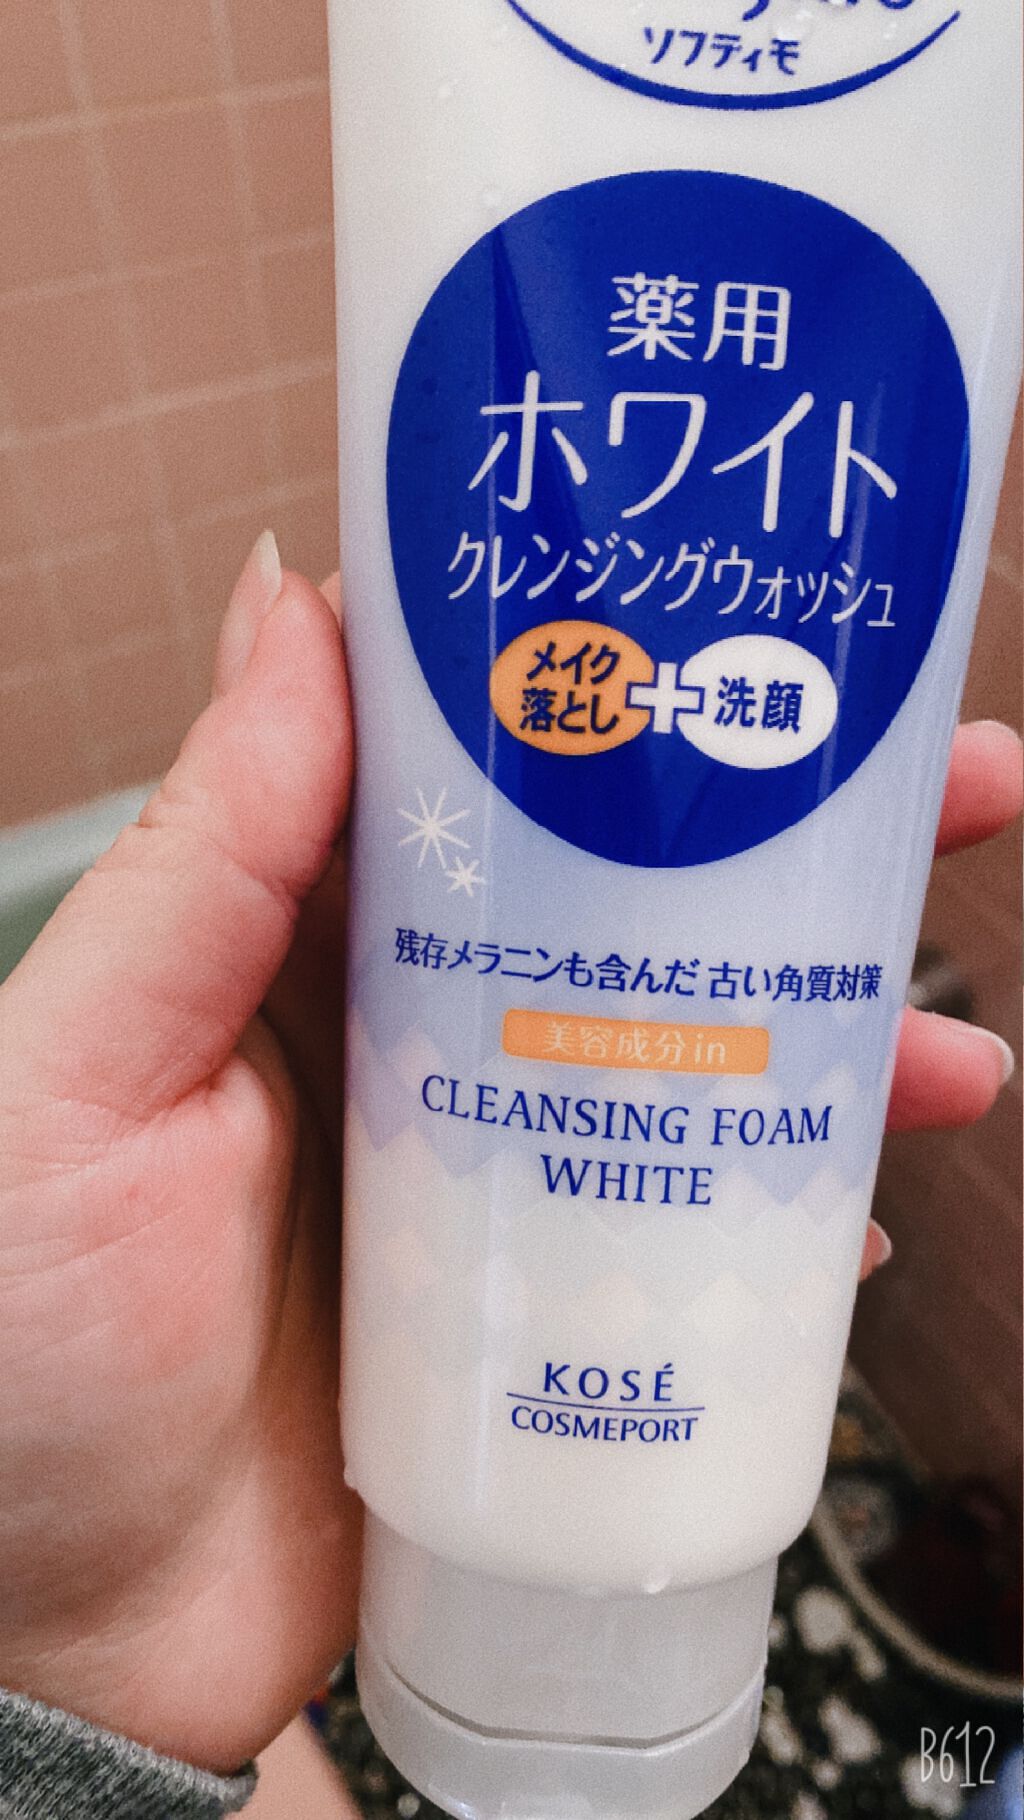 ソフティモ
薬用
ホワイト
クレンジングウォッシュ
メイク
落とし
+
洗顔
残存メラニンも含んだ 古い角質対策
美容成分in
CLEANSING FOAM
WHITE
KOSÉ
COSMEPORT
B612